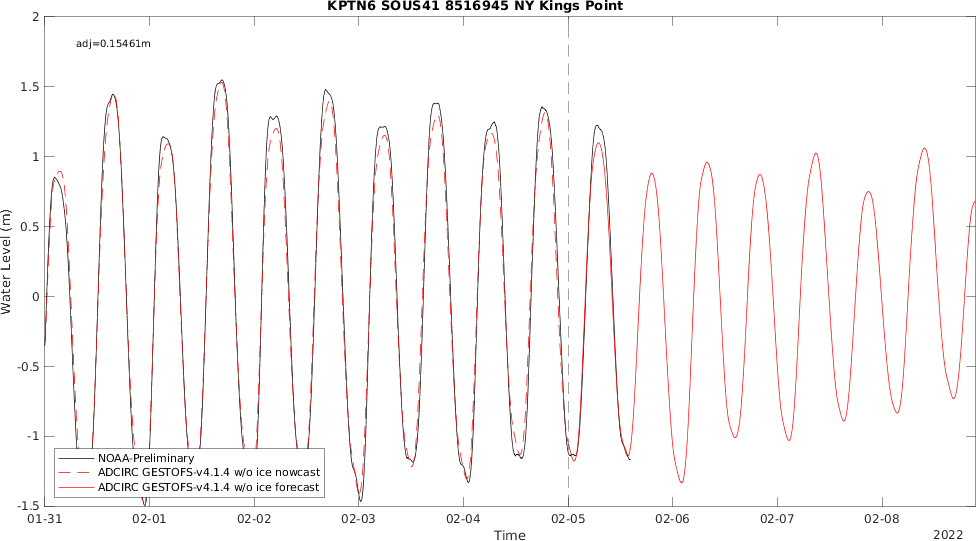 KPTN6 SOUS41 8516945 NY Kings Point
adj=0.15461m
2
1.5
1
0.5
0
-0.5
-1
-1.5
Water Level (m)
NOAA-Preliminary
ADCIRC GESTOFS-v4.1.4 w/o ice nowcast
ADCIRC GESTOFS-v4.1.4 w/o ice forecast
01-31 02-01 02-02 02-03 02-04 02-05 02-06 02-07 02-08
Time
2022